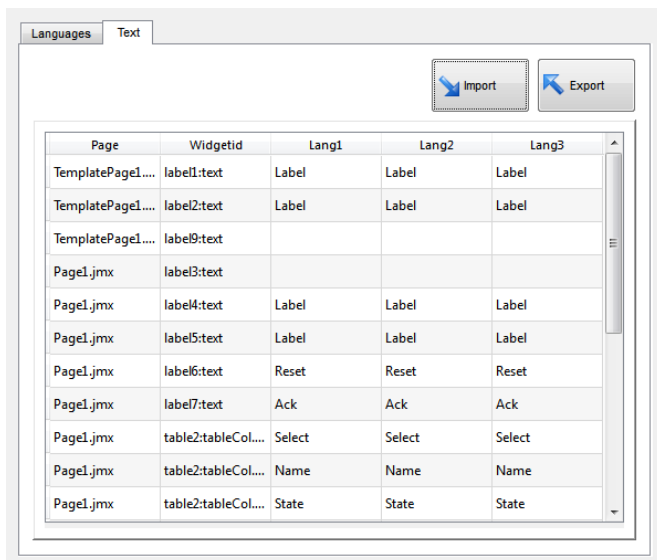 Languages Text
Import Export
Page Widgetid Lang1 Lang2 Lang3
TemplatePage1.... label1:text Label Label Label
TemplatePage1.... label2:text Label Label Label
TemplatePage1.... label9:text
Page1.jmx label3:text
Page1.jmx label4:text Label Label Label
Page1.jmx label5:text Label Label Label
Page1.jmx label6:text Reset Reset Reset
Page1.jmx label7:text Ack Ack Ack
Page1.jmx table2:tableCol.... Select Select Select
Page1.jmx table2:tableCol.... Name Name Name
Page1.jmx table2:tableCol.... State State State